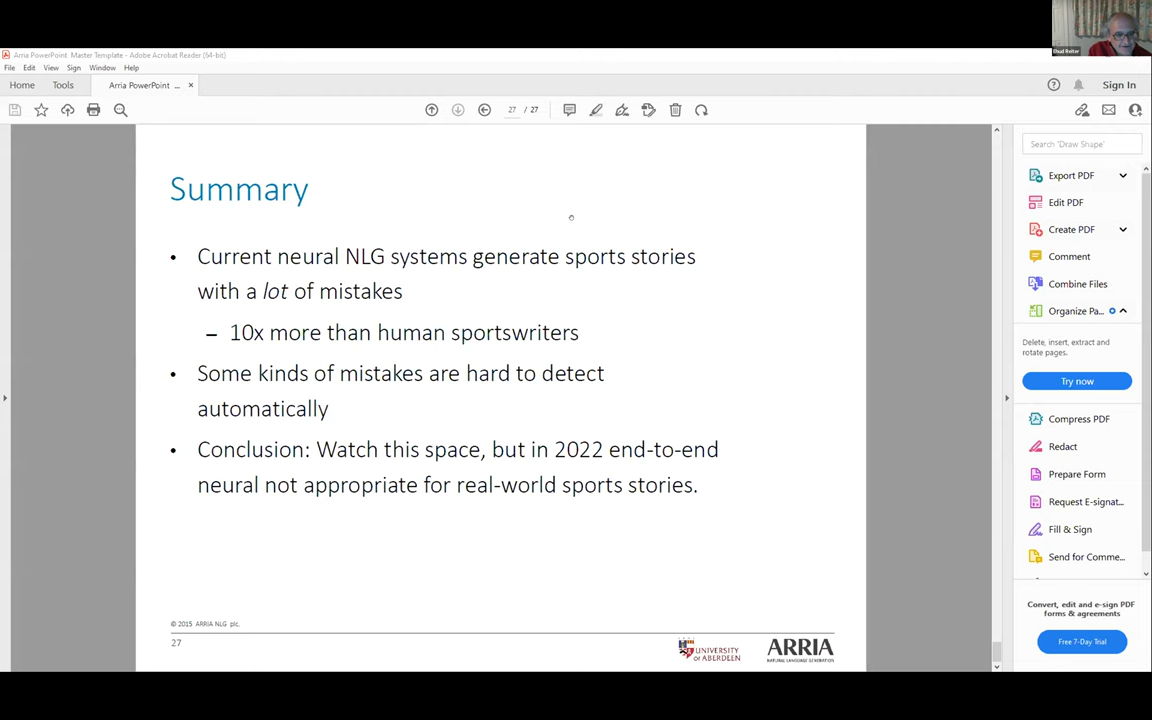 Ehud Reiter
Arria PowerPoint Master Template - Adobe Acrobat Reader (64-bit)
File Edit View Sign Window Help
Home Tools Arria PowerPoint ... × Sign In
27 / 27
Search 'Draw Shape'
Export PDF
Edit PDF
Create PDF
Comment
Combine Files
Organize Pa...
Delete, insert, extract and
rotate pages.
Try now
Compress PDF
Redact
Prepare Form
Request E-signat...
Fill & Sign
Send for Comme...
Convert, edit and e-sign PDF
forms & agreements
Free 7-Day Trial
Summary
• Current neural NLG systems generate sports stories
with a lot of mistakes
– 10x more than human sportswriters
• Some kinds of mistakes are hard to detect
automatically
• Conclusion: Watch this space, but in 2022 end-to-end
neural not appropriate for real-world sports stories.
© 2015 ARRIA NLG plc.
27
UNIVERSITY
OF ABERDEEN
ARRIA
NATURAL LANGUAGE GENERATION